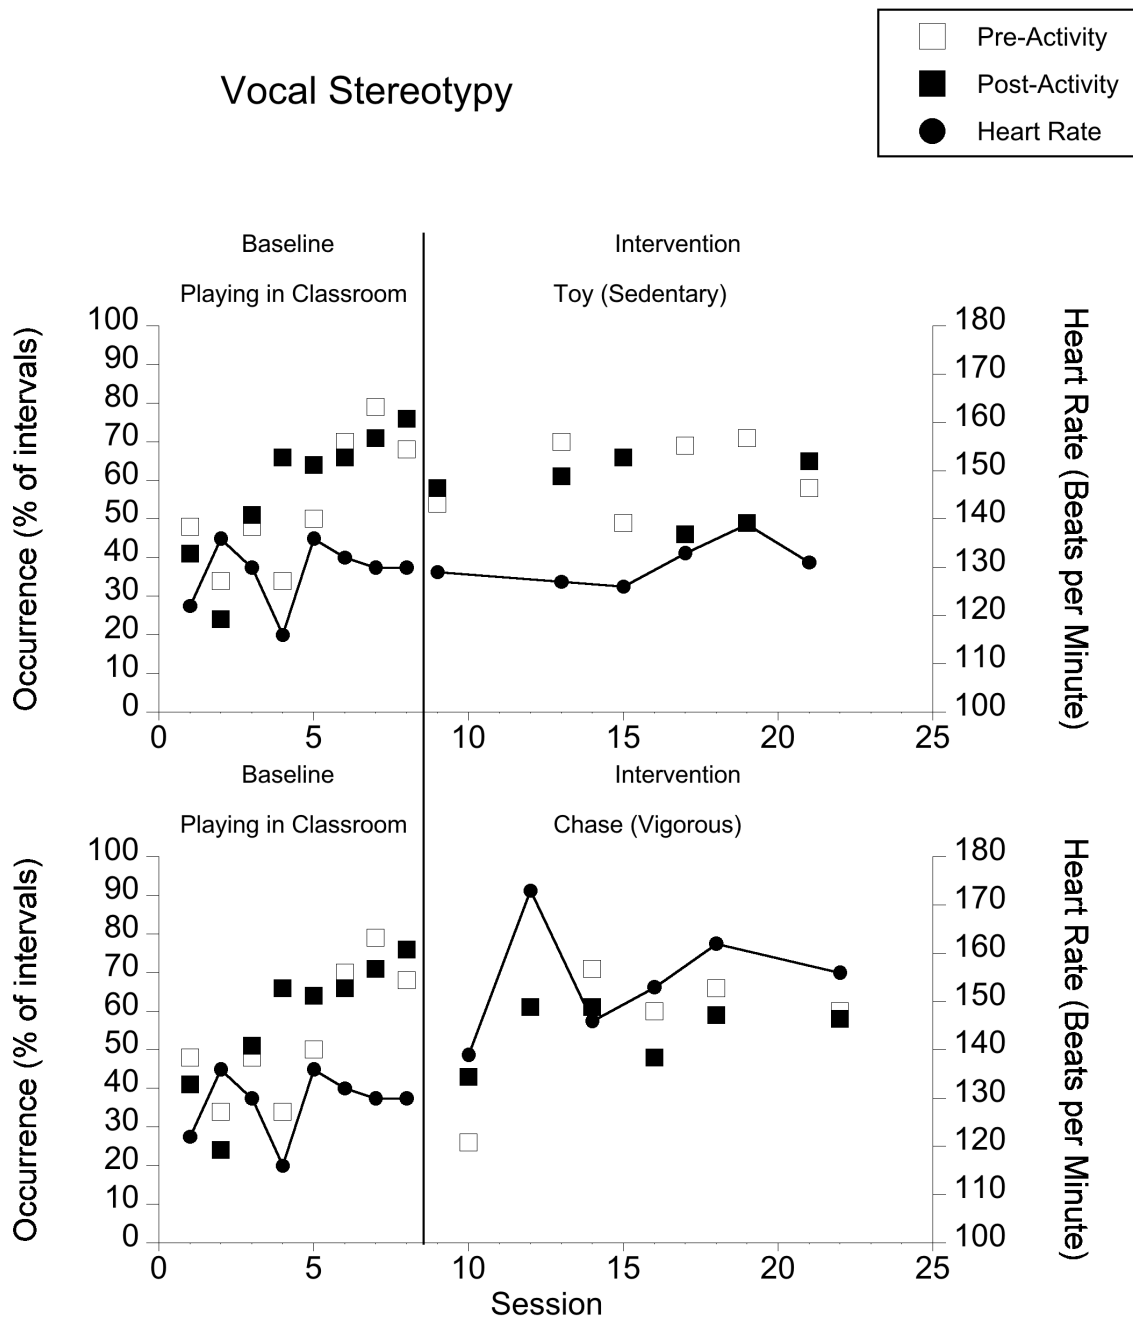 Pre-Activity
Post-Activity
Heart Rate
Vocal Stereotypy
Baseline Intervention
Playing in Classroom Toy (Sedentary)
Occurrence (% of intervals)
100
90
80
70
60
50
40
30
20
10
0
180
170
160
150
140
130
120
110
100
Heart Rate (Beats per Minute)
0 5 10 15 20 25
Baseline Intervention
Playing in Classroom Chase (Vigorous)
Occurrence (% of intervals)
100
90
80
70
60
50
40
30
20
10
0
180
170
160
150
140
130
120
110
100
Heart Rate (Beats per Minute)
0 5 10 15 20 25
Session